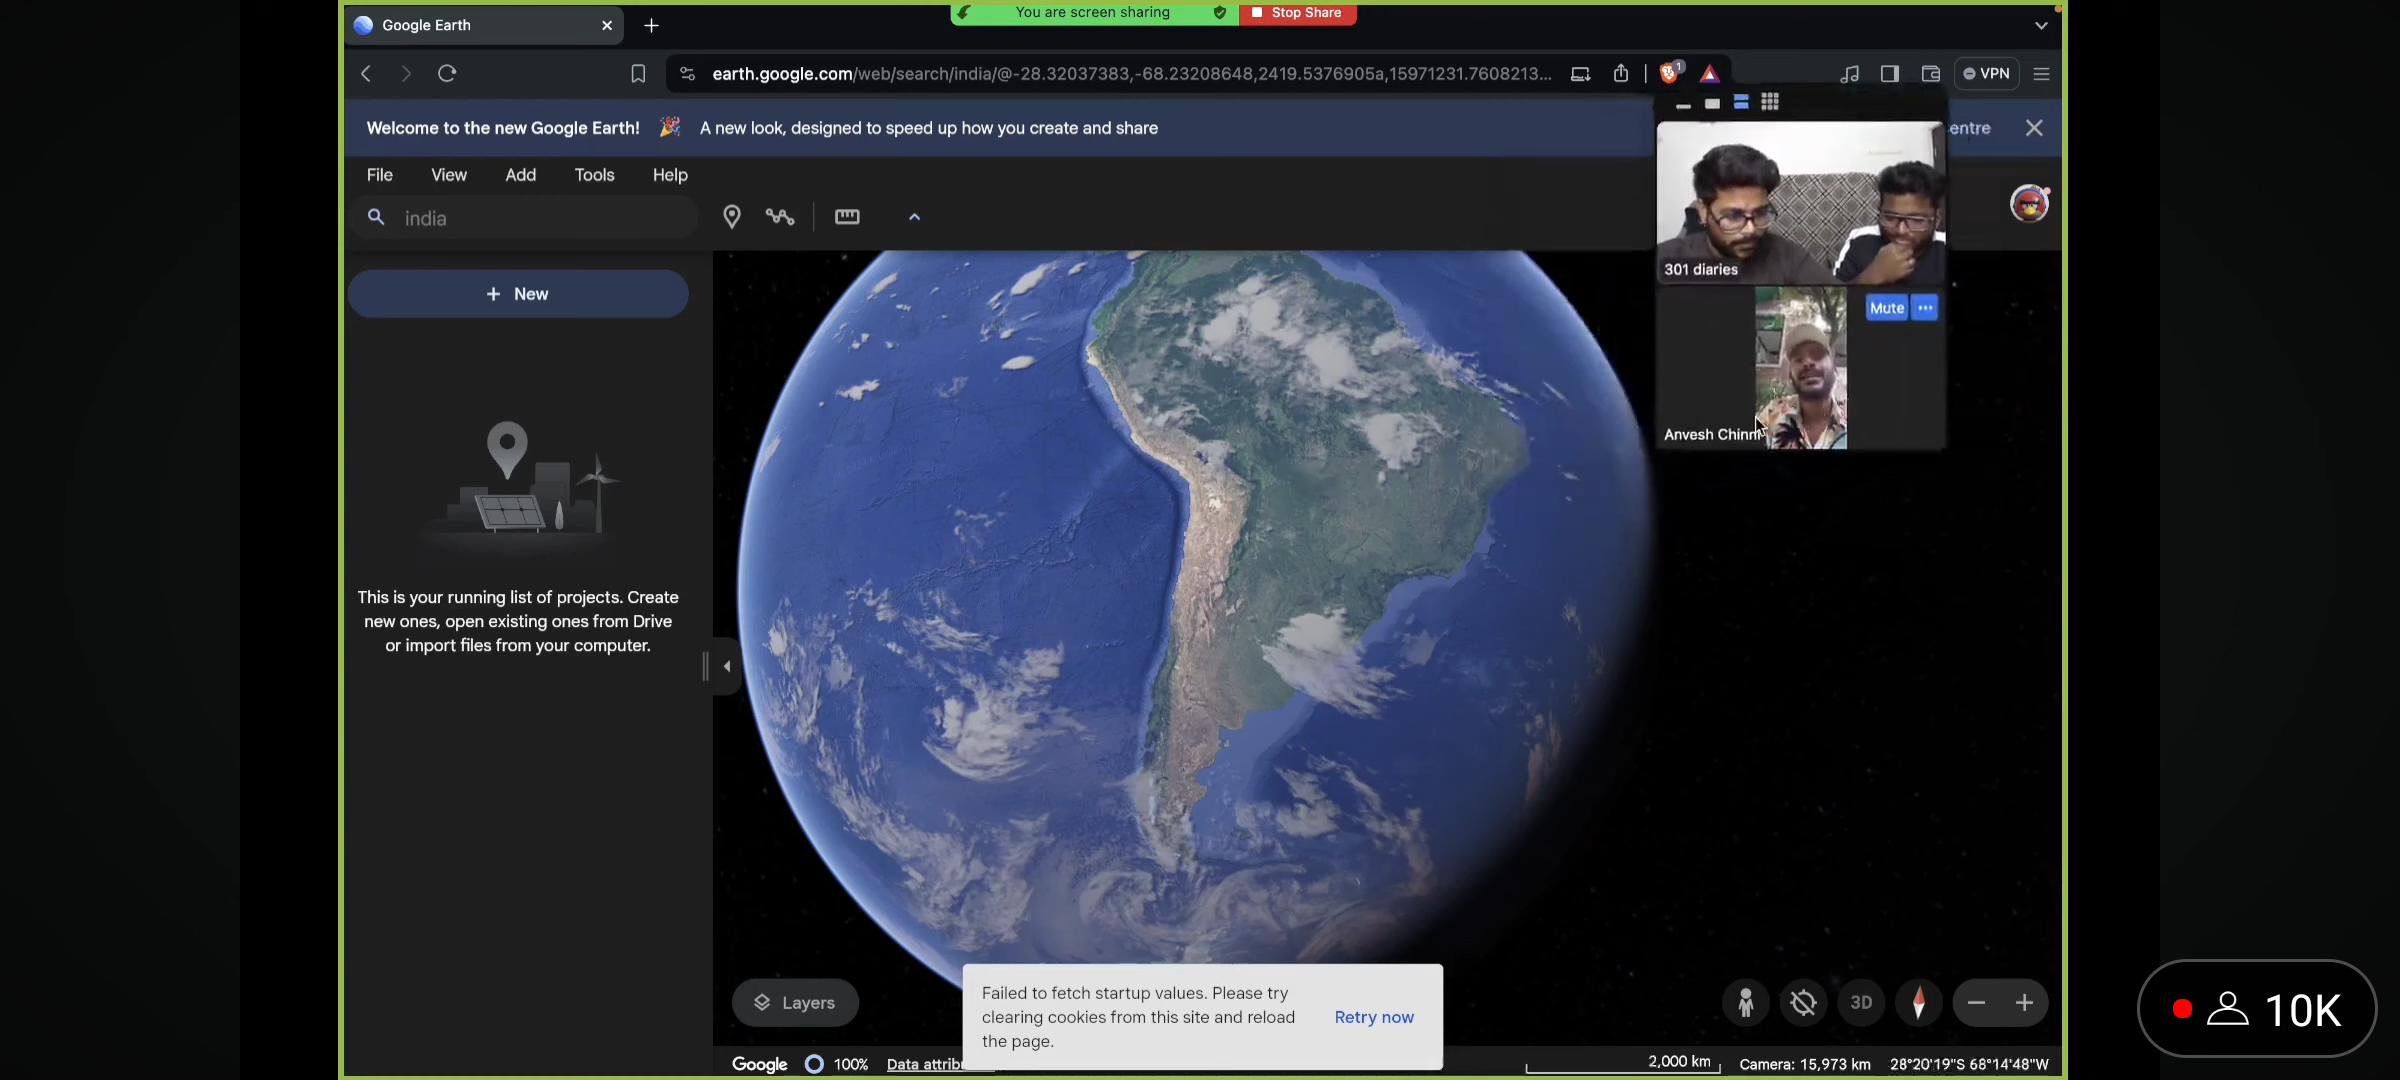 Google Earth
You are screen sharing
Stop Share
earth.google.com/web/search/india/@-28.32037383,-68.23208648,2419.5376905a,15971231.7608213...
1
VPN
Welcome to the new Google Earth! A new look, designed to speed up how you create and share
entre
File View Add Tools Help
india
New
301 diaries
Mute
Anvesh Chinn
This is your running list of projects. Create
new ones, open existing ones from Drive
or import files from your computer.
Layers
Failed to fetch startup values. Please try
clearing cookies from this site and reload
the page.
Retry now
3D
10K
Google 100% Data attrib
2,000 km Camera: 15,973 km 28°20'19"S 68°14'48"W